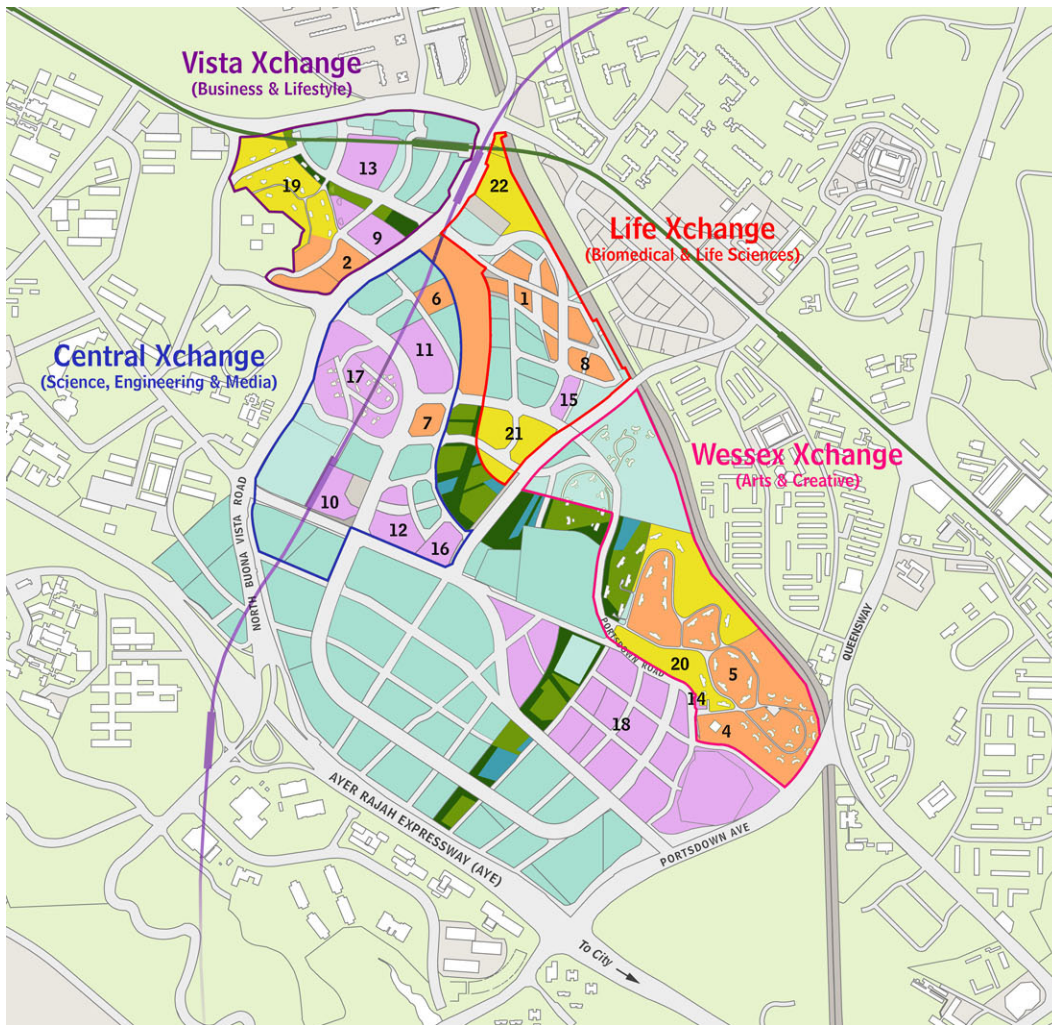 Vista Xchange
(Business & Lifestyle)
13
19
22
9
2
Life Xchange
(Biomedical & Life Sciences)
1
6
Central Xchange
(Science, Engineering & Media)
11
17
8
15
7
21
Wessex Xchange
(Arts & Creative)
10
12
16
NORTH BUONA VISTA ROAD
QUEENSWAY
PORTSDOWN ROAD
20
5
14
18
4
AYER RAJAH EXPRESSWAY (AYE)
PORTSDOWN AVE
To City